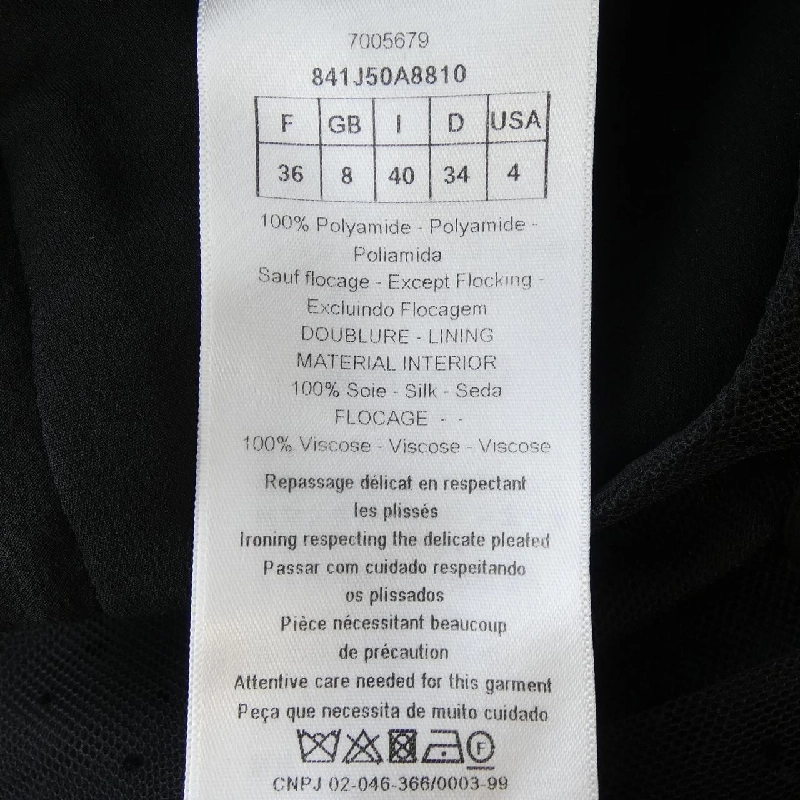 7005679
841J50A8810
F GB I D USA
36 8 40 34 4
100% Polyamide - Polyamide -
Poliamida
Sauf flocage - Except Flocking -
Excluindo Flocagem
DOUBLURE - LINING
MATERIAL INTERIOR
100% Soie - Silk - Seda
FLOCAGE - -
100% Viscose - Viscose - Viscose
Repassage délicat en respectant
les plissés
Ironing respecting the delicate pleated
Passar com cuidado respeitando
os plissados
Pièce nécessitant beaucoup
de précaution
Attentive care needed for this garment
Peça que necessita de muito cuidado
F
CNPJ 02-046-366/0003-99